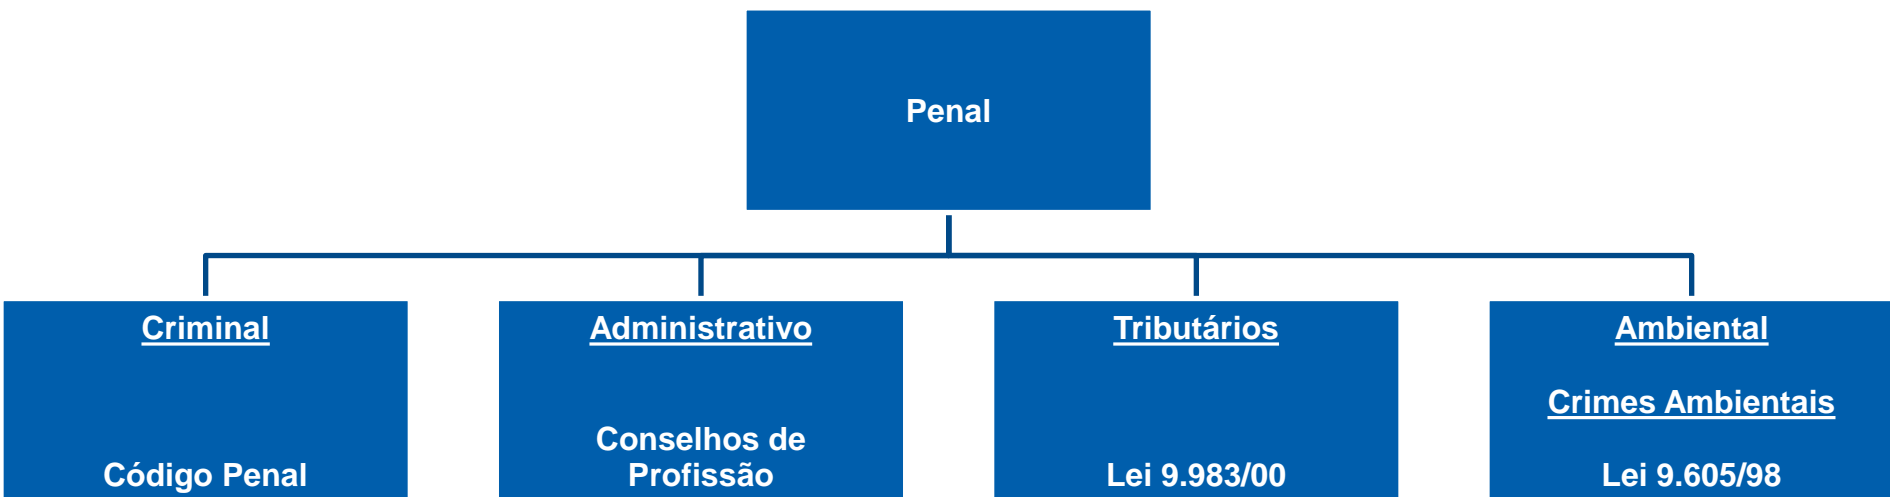 Penal
Criminal
Código Penal
Administrativo
Conselhos de
Profissão
Tributários
Lei 9.983/00
Ambiental
Crimes Ambientais
Lei 9.605/98